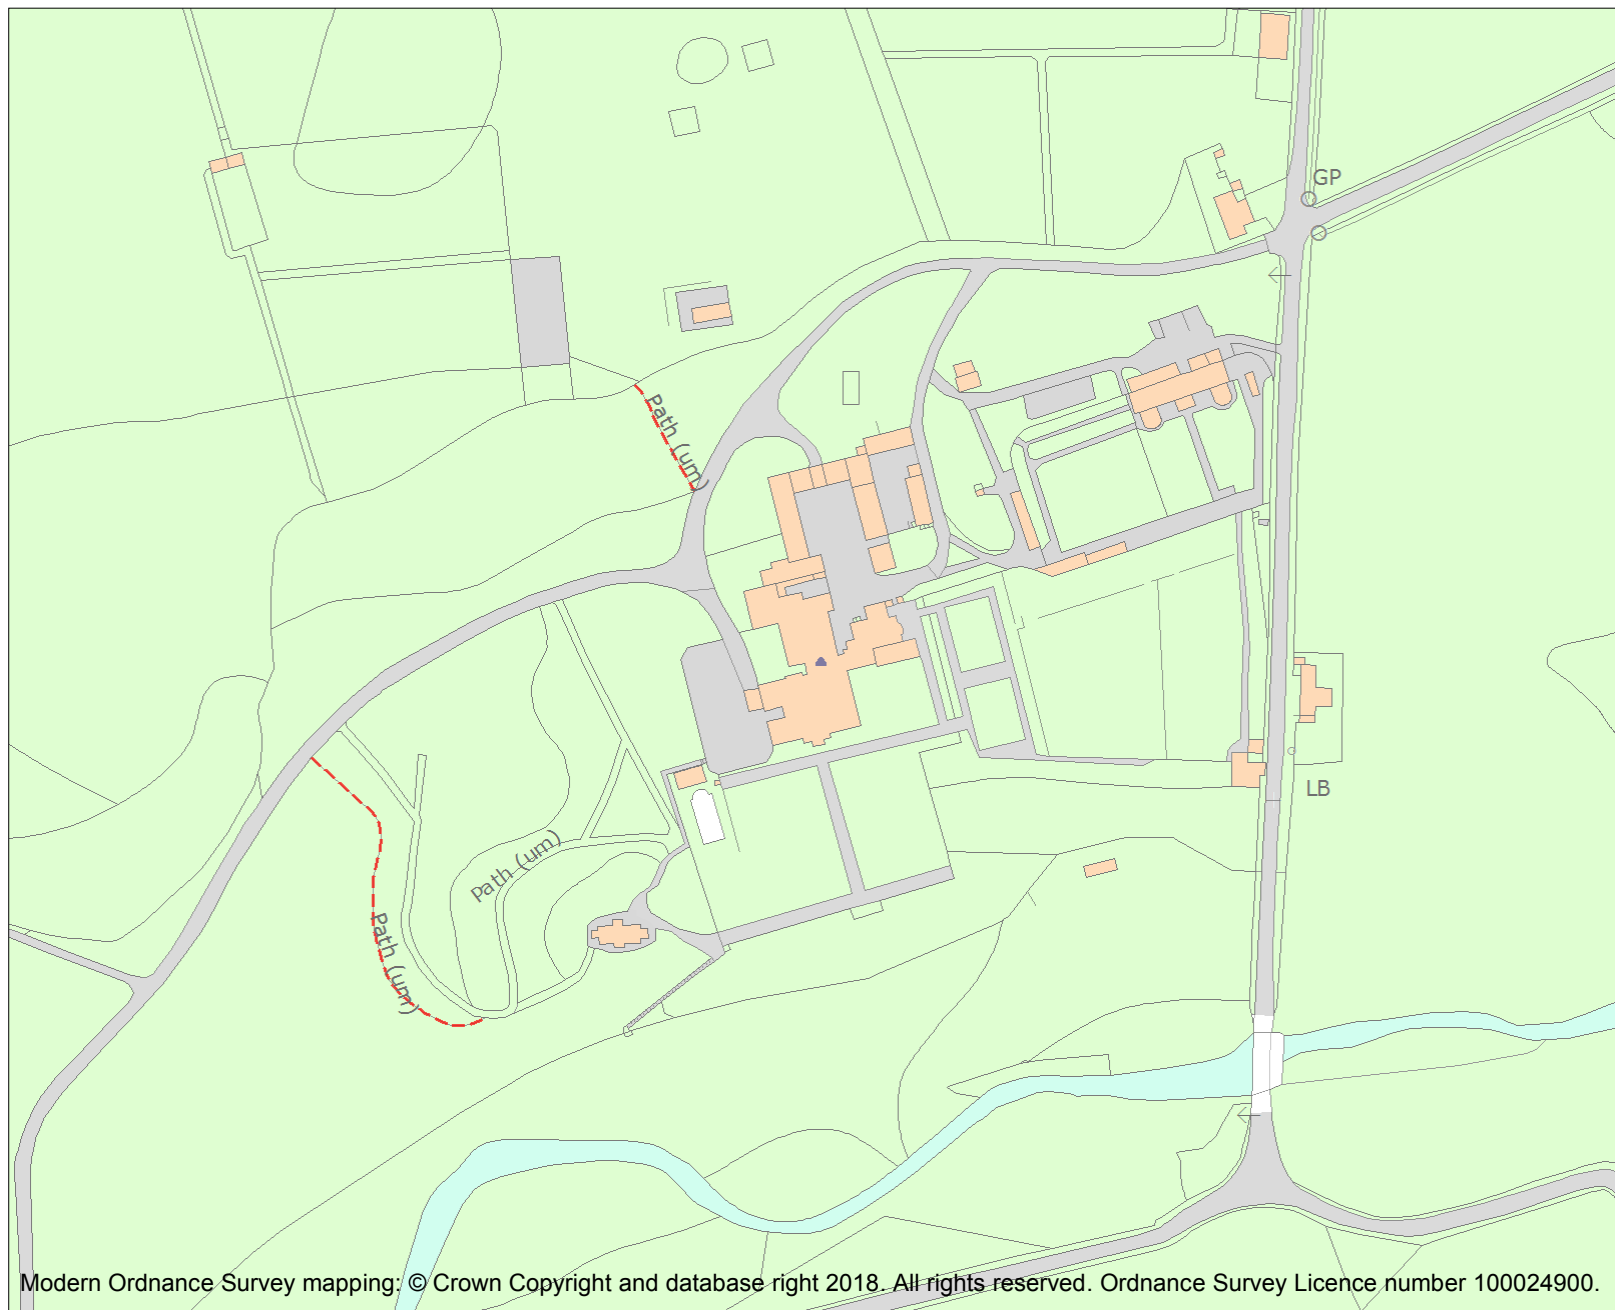 GP
Path (um)
LB
Path (um)
Path (um)
Modern Ordnance Survey mapping: © Crown Copyright and database right 2018. All rights reserved. Ordnance Survey Licence number 100024900.